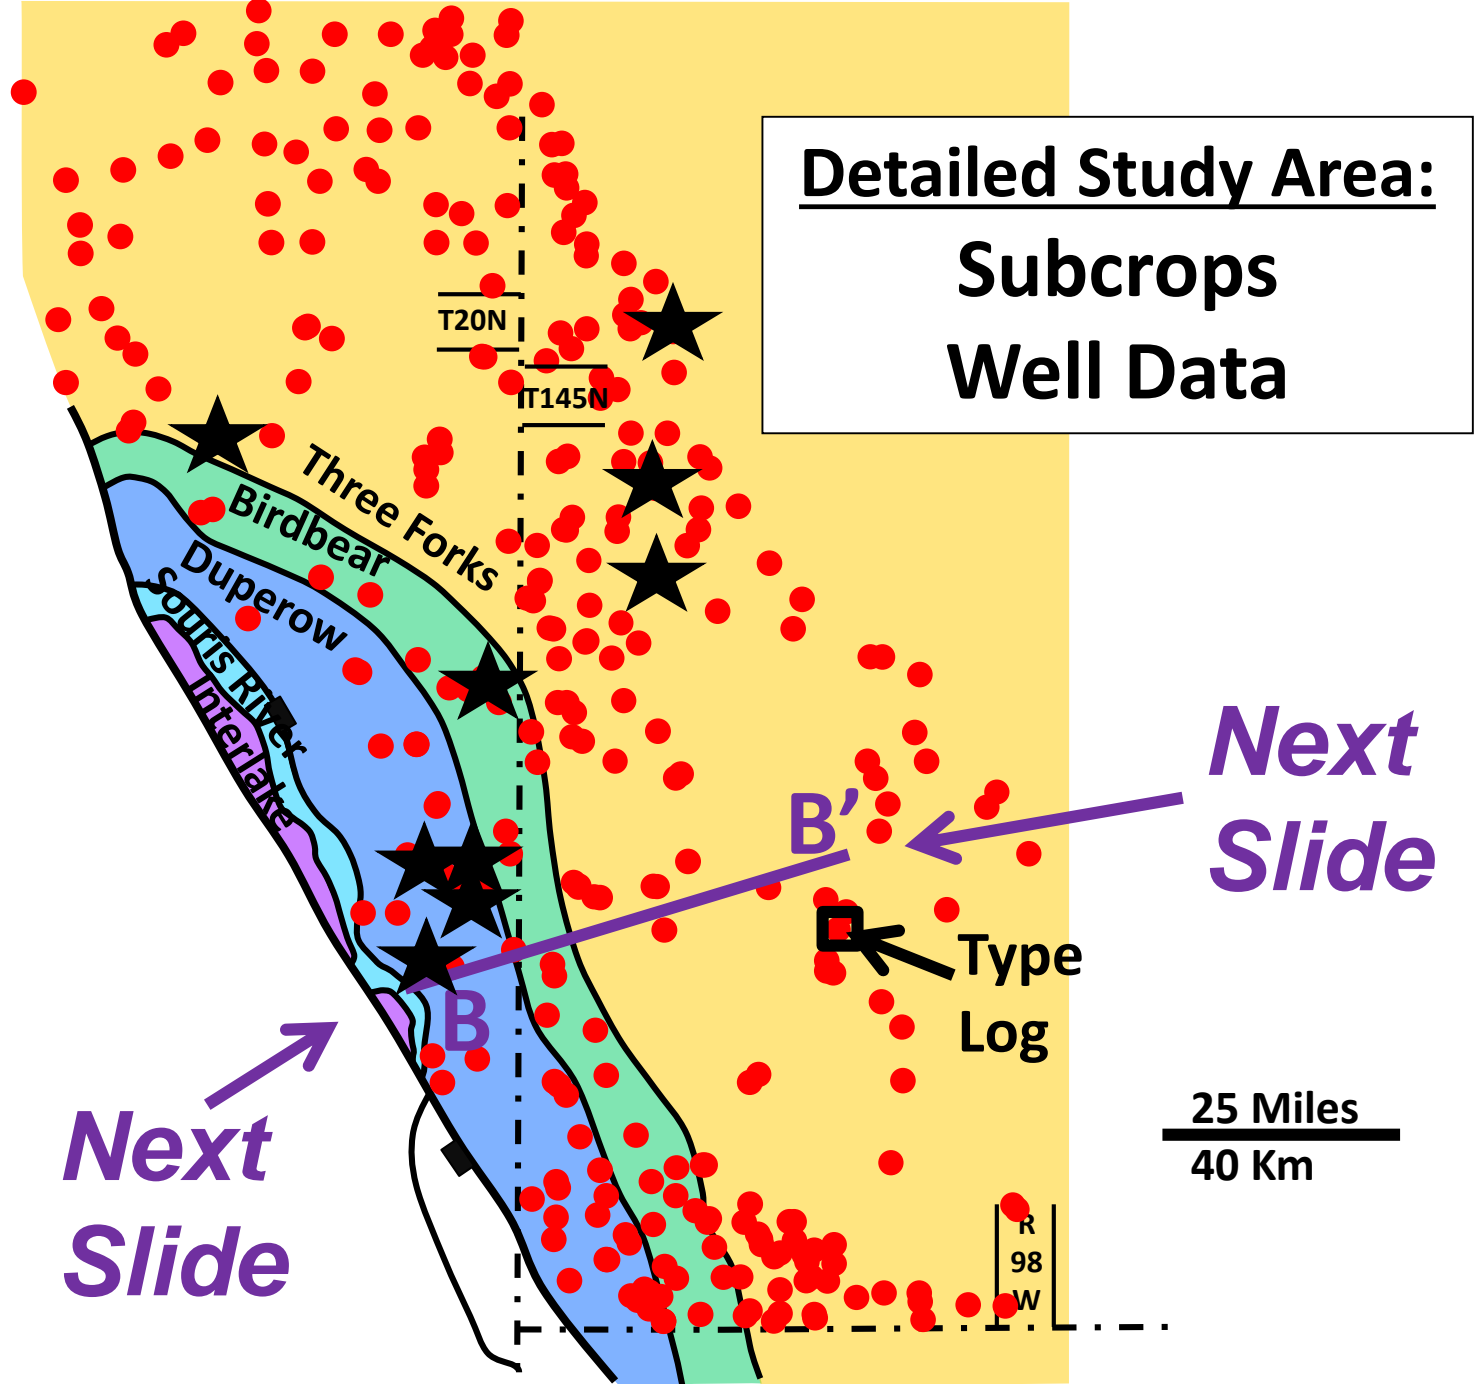 Detailed Study Area:
Subcrops
Well Data
T20N
T145N
Three Forks
Birdbear
Duperow
Souris River
Interlake
Next
Slide
B’
B
Type
Log
Next
Slide
25 Miles
40 Km
R
98
W